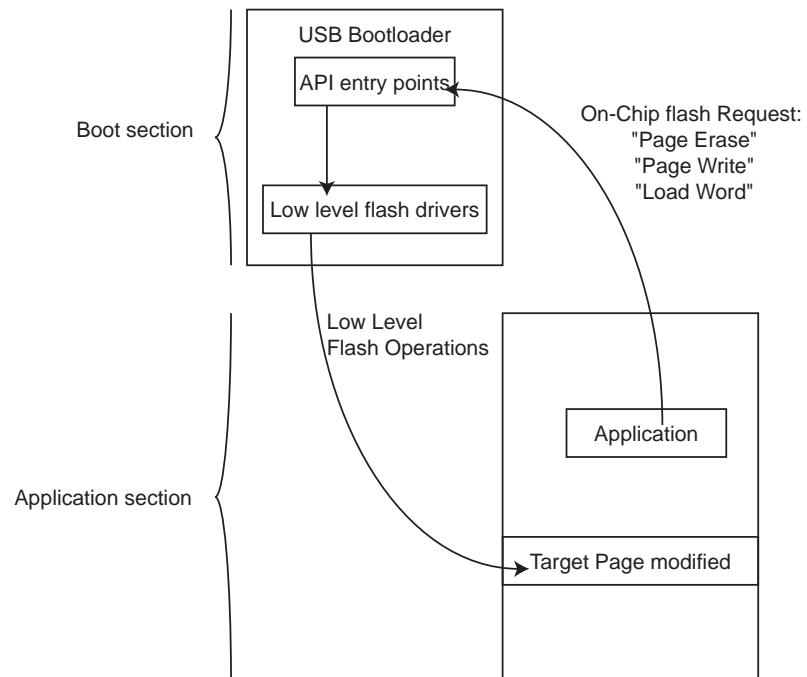 USB Bootloader
API entry points
Boot section
On-Chip flash Request:
"Page Erase"
"Page Write"
"Load Word"
Low level flash drivers
Low Level
Flash Operations
Application
Application section
Target Page modified